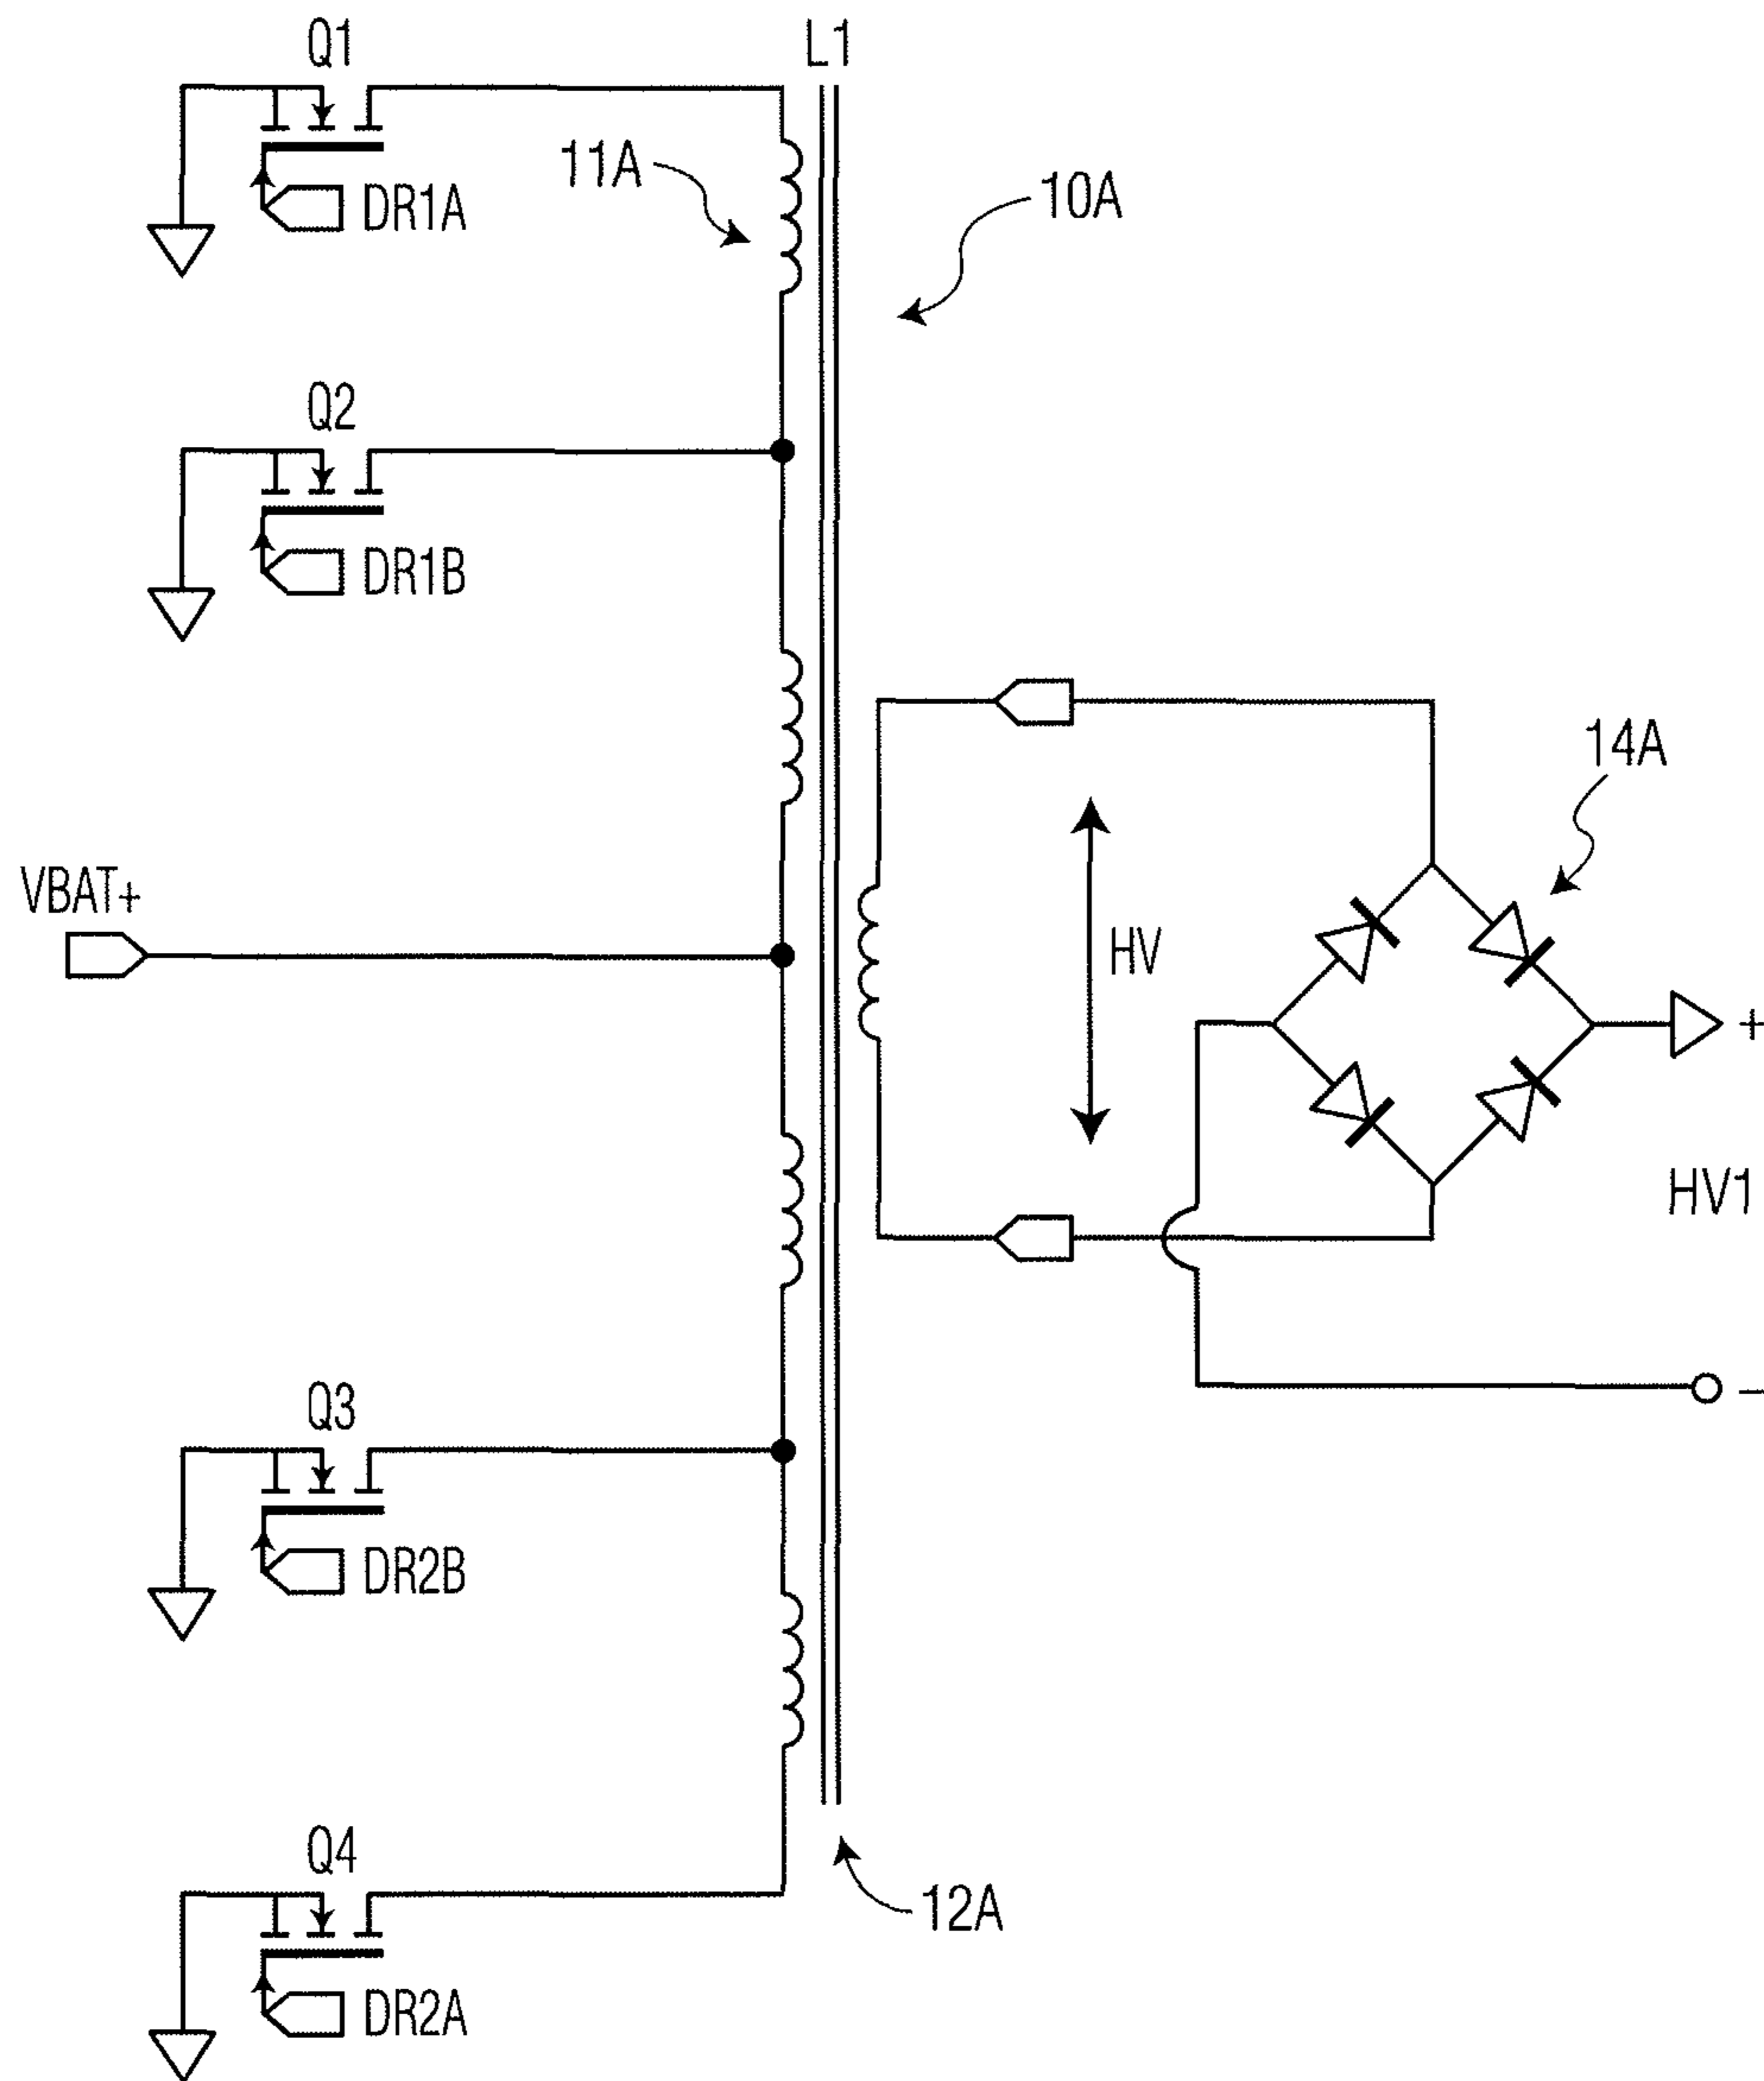 Q1
L1
11A
10A
DR1A
Q2
DR1B
14A
VBAT+
HV
+
HV1
Q3
–
DR2B
Q4
12A
DR2A